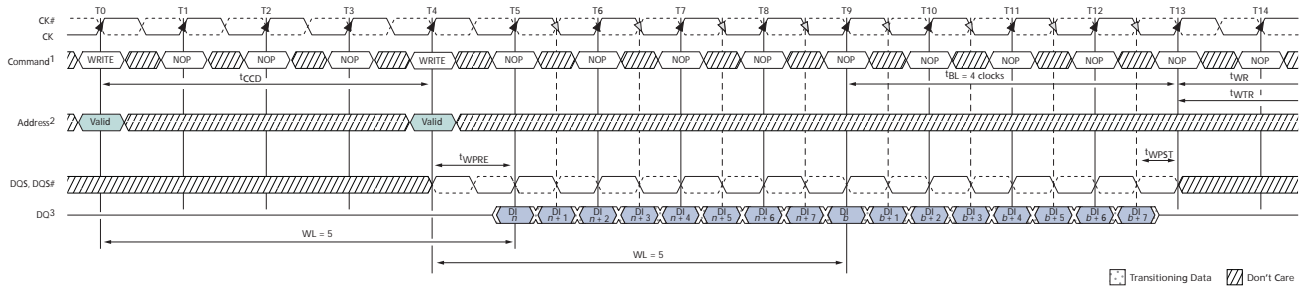 T0 T1 T2 T3 T4 T5 T6 T7 T8 T9 T10 T11 T12 T13 T14
CK#
CK
Command1 WRITE NOP NOP NOP WRITE NOP NOP NOP NOP NOP NOP NOP NOP NOP NOP
tCCD tBL = 4 clocks tWR
tWTR
Address2 Valid Valid
tWPRE tWPST
DQS, DQS#
DQ3 DI n DI n + 1 DI n + 2 DI n + 3 DI n + 4 DI n + 5 DI n + 6 DI n + 7 DI b DI b + 1 DI b + 2 DI b + 3 DI b + 4 DI b + 5 DI b + 6 DI b + 7
WL = 5
WL = 5
Transitioning Data Don't Care